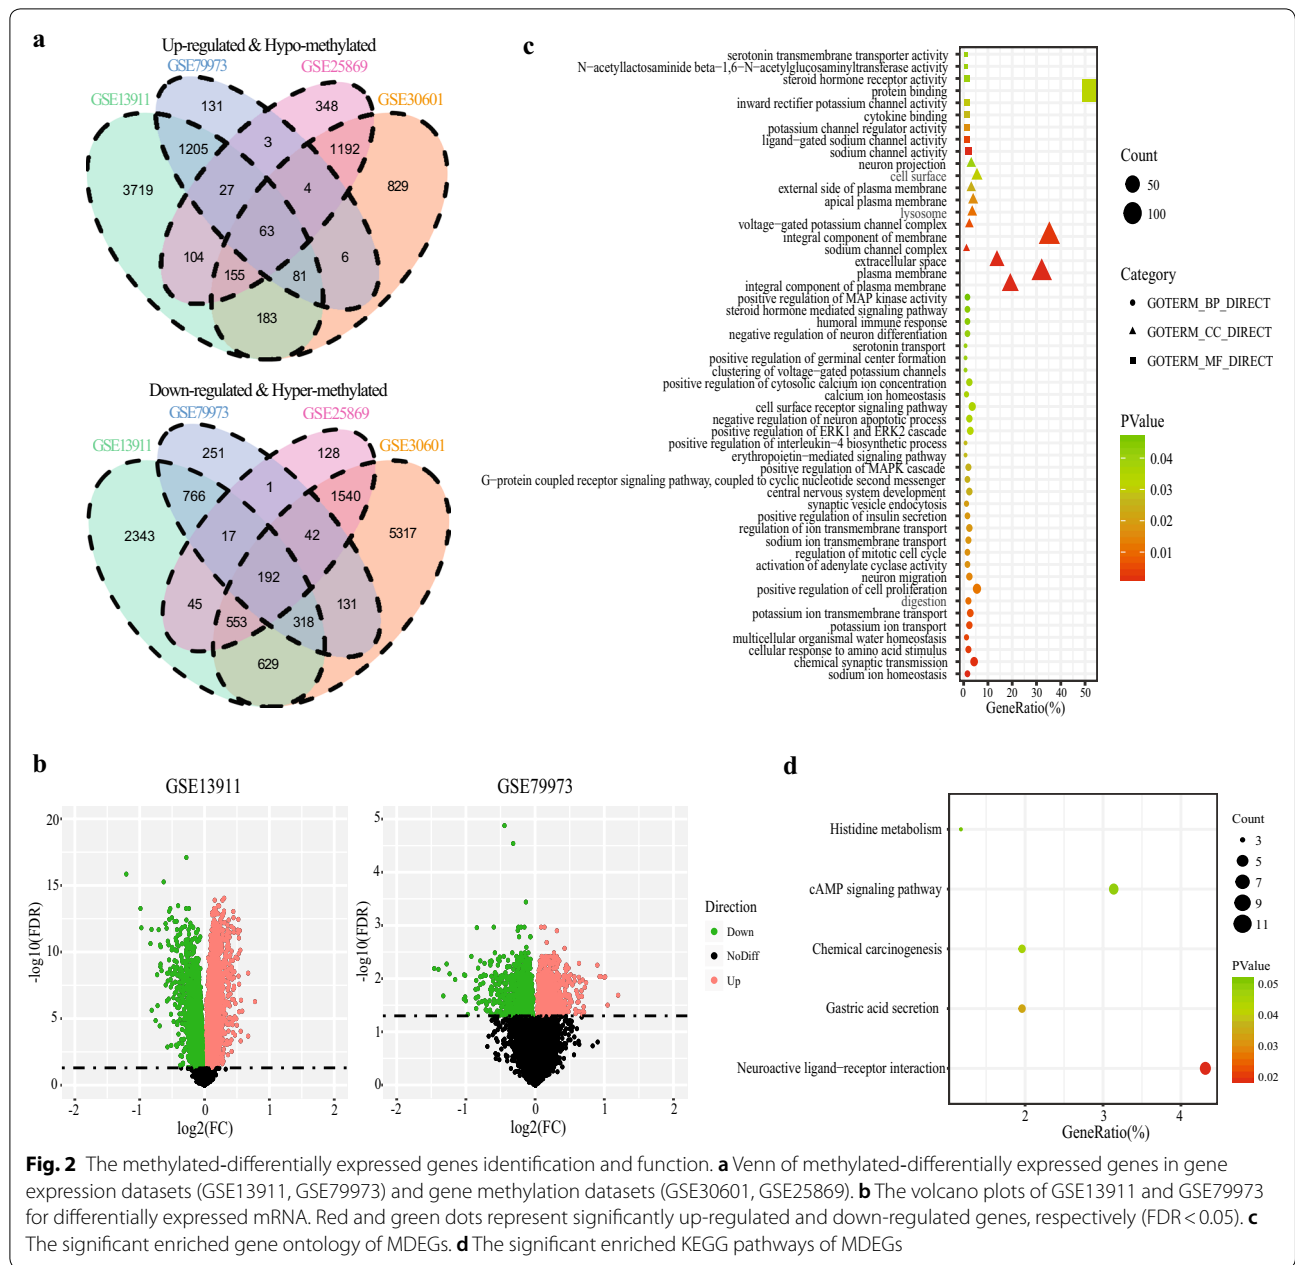 a
Up-regulated & Hypo-methylated
GSE79973
GSE25869
GSE13911
GSE30601
131
348
3
1205
1192
3719
27
4
829
63
104
155
81
6
183
Down-regulated & Hyper-methylated
GSE79973
GSE25869
GSE13911
GSE30601
251
128
1
766
1540
2343
17
42
5317
192
45
553
318
131
629
c
serotonin transmembrane transporter activity
N−acetyllactosaminide beta−1,6−N−acetylglucosaminyltransferase activity
steroid hormone receptor activity
protein binding
inward rectifier potassium channel activity
cytokine binding
potassium channel regulator activity
ligand−gated sodium channel activity
sodium channel activity
neuron projection
cell surface
external side of plasma membrane
apical plasma membrane
lysosome
voltage−gated potassium channel complex
integral component of membrane
sodium channel complex
extracellular space
plasma membrane
integral component of plasma membrane
positive regulation of MAP kinase activity
steroid hormone mediated signaling pathway
humoral immune response
negative regulation of neuron differentiation
serotonin transport
positive regulation of germinal center formation
clustering of voltage−gated potassium channels
positive regulation of cytosolic calcium ion concentration
calcium ion homeostasis
cell surface receptor signaling pathway
negative regulation of neuron apoptotic process
positive regulation of ERK1 and ERK2 cascade
positive regulation of interleukin−4 biosynthetic process
erythropoietin−mediated signaling pathway
positive regulation of MAPK cascade
G−protein coupled receptor signaling pathway, coupled to cyclic nucleotide second messenger
central nervous system development
synaptic vesicle endocytosis
positive regulation of insulin secretion
regulation of ion transmembrane transport
sodium ion transmembrane transport
regulation of mitotic cell cycle
activation of adenylate cyclase activity
neuron migration
positive regulation of cell proliferation
digestion
potassium ion transmembrane transport
potassium ion transport
multicellular organismal water homeostasis
cellular response to amino acid stimulus
chemical synaptic transmission
sodium ion homeostasis
0 10 20 30 40 50
GeneRatio(%)
Count
50
100
Category
GOTERM_BP_DIRECT
GOTERM_CC_DIRECT
GOTERM_MF_DIRECT
PValue
0.04
0.03
0.02
0.01
b
GSE13911
20
15
10
5
0
-log10(FDR)
-2 -1 0 1 2
log2(FC)
GSE79973
5
4
3
2
1
0
-log10(FDR)
-2 -1 0 1 2
log2(FC)
Direction
Down
NoDiff
Up
d
Histidine metabolism
cAMP signaling pathway
Chemical carcinogenesis
Gastric acid secretion
Neuroactive ligand−receptor interaction
2 3 4
GeneRatio(%)
Count
3
5
7
9
11
PValue
0.05
0.04
0.03
0.02
Fig. 2 The methylated-differentially expressed genes identification and function. a Venn of methylated-differentially expressed genes in gene
expression datasets (GSE13911, GSE79973) and gene methylation datasets (GSE30601, GSE25869). b The volcano plots of GSE13911 and GSE79973
for differentially expressed mRNA. Red and green dots represent significantly up-regulated and down-regulated genes, respectively (FDR < 0.05). c
The significant enriched gene ontology of MDEGs. d The significant enriched KEGG pathways of MDEGs